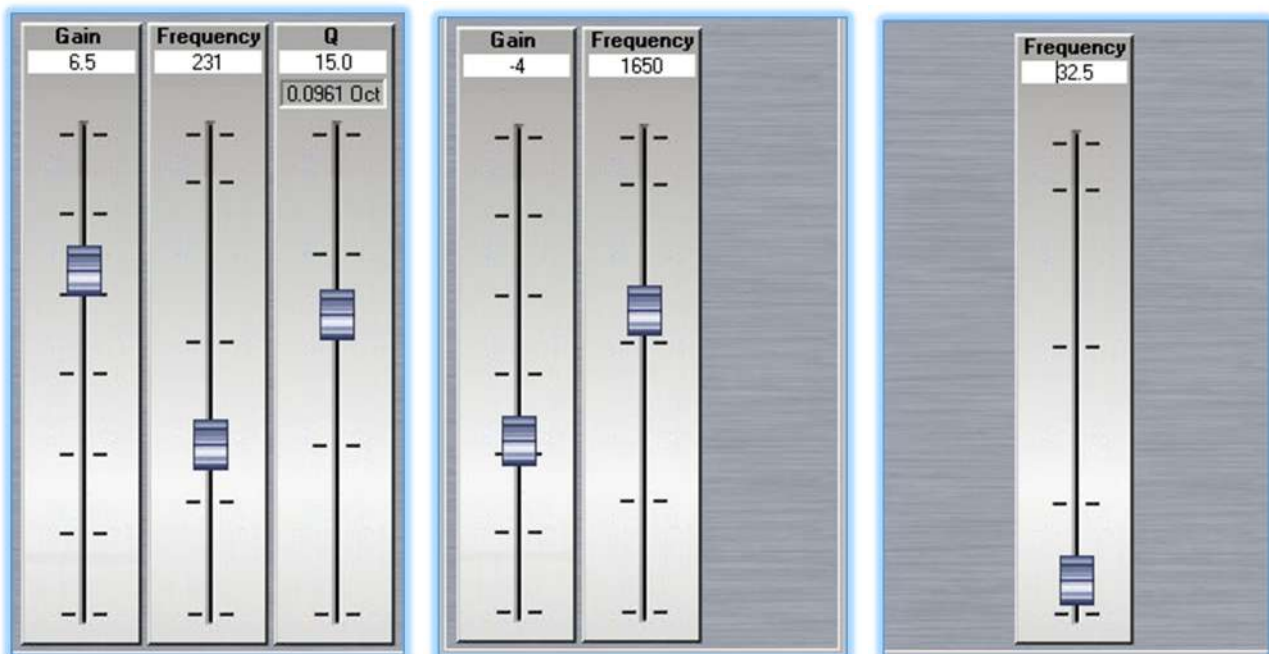 Gain
6.5
Frequency
231
Q
15.0
0.0961 Oct
Gain
-4
Frequency
1650
Frequency
32.5